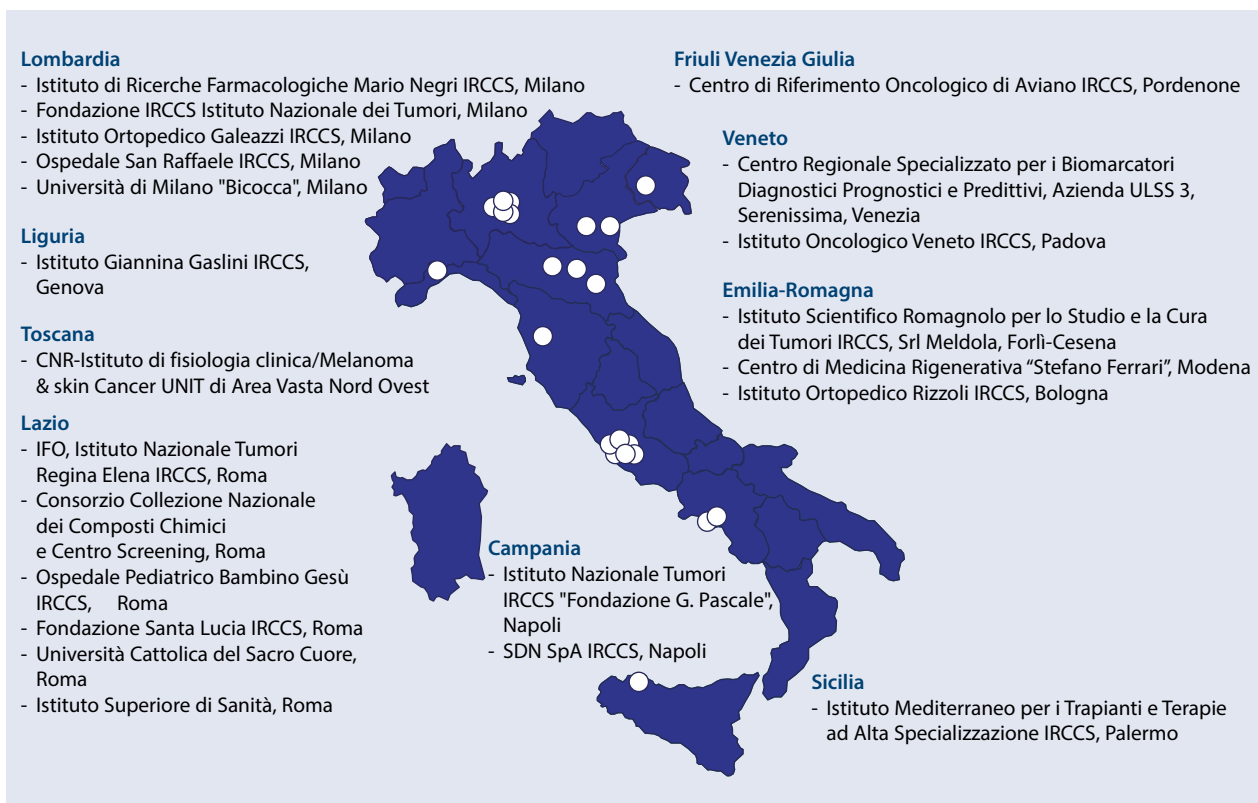 Lombardia
- Istituto di Ricerche Farmacologiche Mario Negri IRCCS, Milano
- Fondazione IRCCS Istituto Nazionale dei Tumori, Milano
- Istituto Ortopedico Galeazzi IRCCS, Milano
- Ospedale San Raffaele IRCCS, Milano
- Università di Milano "Bicocca", Milano
Liguria
- Istituto Giannina Gaslini IRCCS,
Genova
Toscana
- CNR-Istituto di fisiologia clinica/Melanoma
& skin Cancer UNIT di Area Vasta Nord Ovest
Lazio
- IFO, Istituto Nazionale Tumori
Regina Elena IRCCS, Roma
- Consorzio Collezione Nazionale
dei Composti Chimici
e Centro Screening, Roma
- Ospedale Pediatrico Bambino Gesù
IRCCS, Roma
- Fondazione Santa Lucia IRCCS, Roma
- Università Cattolica del Sacro Cuore,
Roma
- Istituto Superiore di Sanità, Roma
Campania
- Istituto Nazionale Tumori
IRCCS "Fondazione G. Pascale",
Napoli
- SDN SpA IRCCS, Napoli
Friuli Venezia Giulia
- Centro di Riferimento Oncologico di Aviano IRCCS, Pordenone
Veneto
- Centro Regionale Specializzato per i Biomarcatori
Diagnostici Prognostici e Predittivi, Azienda ULSS 3,
Serenissima, Venezia
- Istituto Oncologico Veneto IRCCS, Padova
Emilia-Romagna
- Istituto Scientifico Romagnolo per lo Studio e la Cura
dei Tumori IRCCS, Srl Meldola, Forlì-Cesena
- Centro di Medicina Rigenerativa “Stefano Ferrari”, Modena
- Istituto Ortopedico Rizzoli IRCCS, Bologna
Sicilia
- Istituto Mediterraneo per i Trapianti e Terapie
ad Alta Specializzazione IRCCS, Palermo